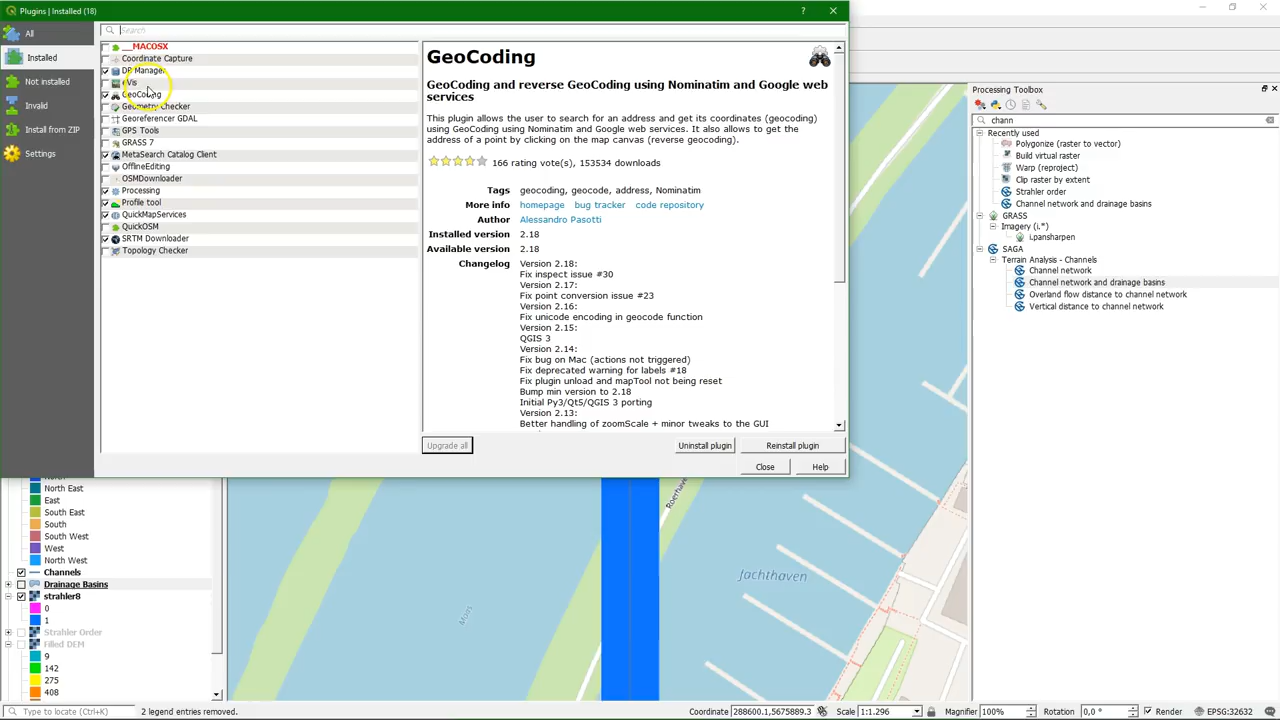 Plugins | Installed (18)
? 
All
Installed
Not installed
Invalid
Install from ZIP
Settings
Search
__MACOSX
Coordinate Capture
DB Manager
eVis
GeoCoding
Geometry Checker
Georeferencer GDAL
GPS Tools
GRASS 7
MetaSearch Catalog Client
OfflineEditing
OSMDownloader
Processing
Profile tool
QuickMapServices
QuickOSM
SRTM Downloader
Topology Checker
GeoCoding
GeoCoding and reverse GeoCoding using Nominatim and Google web
services
This plugin allows the user to search for an address and get its coordinates (geocoding)
using GeoCoding using Nominatim and Google web services. It also allows to get the
address of a point by clicking on the map canvas (reverse geocoding).
166 rating vote(s), 153534 downloads
Tags geocoding, geocode, address, Nominatim
More info homepage bug tracker code repository
Author Alessandro Pasotti
Installed version 2.18
Available version 2.18
Changelog Version 2.18:
Fix inspect issue #30
Version 2.17:
Fix point conversion issue #23
Version 2.16:
Fix unicode encoding in geocode function
Version 2.15:
QGIS 3
Version 2.14:
Fix bug on Mac (actions not triggered)
Fix deprecated warning for labels #18
Fix plugin unload and mapTool not being reset
Bump min version to 2.18
Initial Py3/Qt5/QGIS 3 porting
Version 2.13:
Better handling of zoomScale + minor tweaks to the GUI
Upgrade all
Uninstall plugin
Reinstall plugin
Close
Help
Processing Toolbox
chann
Recently used
Polygonize (raster to vector)
Build virtual raster
Warp (reproject)
Clip raster by extent
Strahler order
Channel network and drainage basins
GRASS
Imagery (i.*)
i.pansharpen
SAGA
Terrain Analysis - Channels
Channel network
Channel network and drainage basins
Overland flow distance to channel network
Vertical distance to channel network
North East
East
South East
South
South West
West
North West
Channels
Drainage Basins
strahler8
0
1
Strahler Order
Filled DEM
9
142
275
408
Jachthaven
Type to locate (Ctrl+K)
2 legend entries removed.
Coordinate 288600.1,5675889.3
Scale 1:1.296
Magnifier 100%
Rotation 0,0 °
Render
EPSG:32632